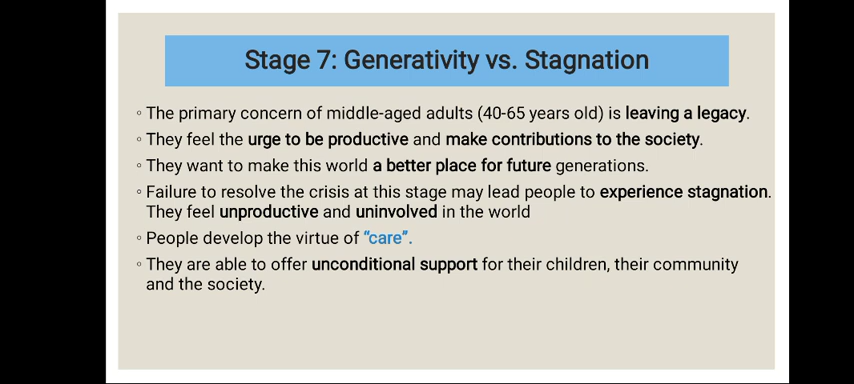 Stage 7: Generativity vs. Stagnation
◦ The primary concern of middle-aged adults (40-65 years old) is leaving a legacy.
◦ They feel the urge to be productive and make contributions to the society.
◦ They want to make this world a better place for future generations.
◦ Failure to resolve the crisis at this stage may lead people to experience stagnation.
They feel unproductive and uninvolved in the world
◦ People develop the virtue of “care”.
◦ They are able to offer unconditional support for their children, their community
and the society.